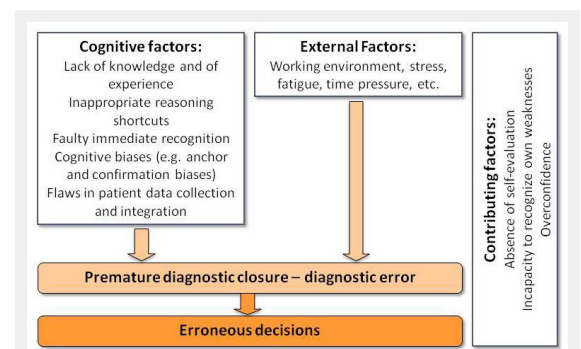 Cognitive factors:
Lack of knowledge and of
experience
Inappropriate reasoning
shortcuts
Faulty immediate recognition
Cognitive biases (e.g. anchor
and confirmation biases)
Flaws in patient data collection
and integration
External Factors:
Working environment, stress,
fatigue, time pressure, etc.
Contributing factors:
Absence of self-evaluation
Incapacity to recognize own weaknesses
Overconfidence
Premature diagnostic closure – diagnostic error
Erroneous decisions